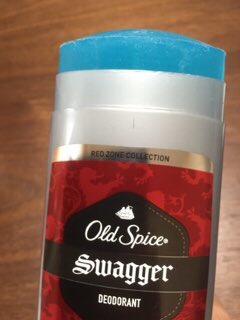 RED ZONE COLLECTION
Old Spice®
Swagger
DEODORANT